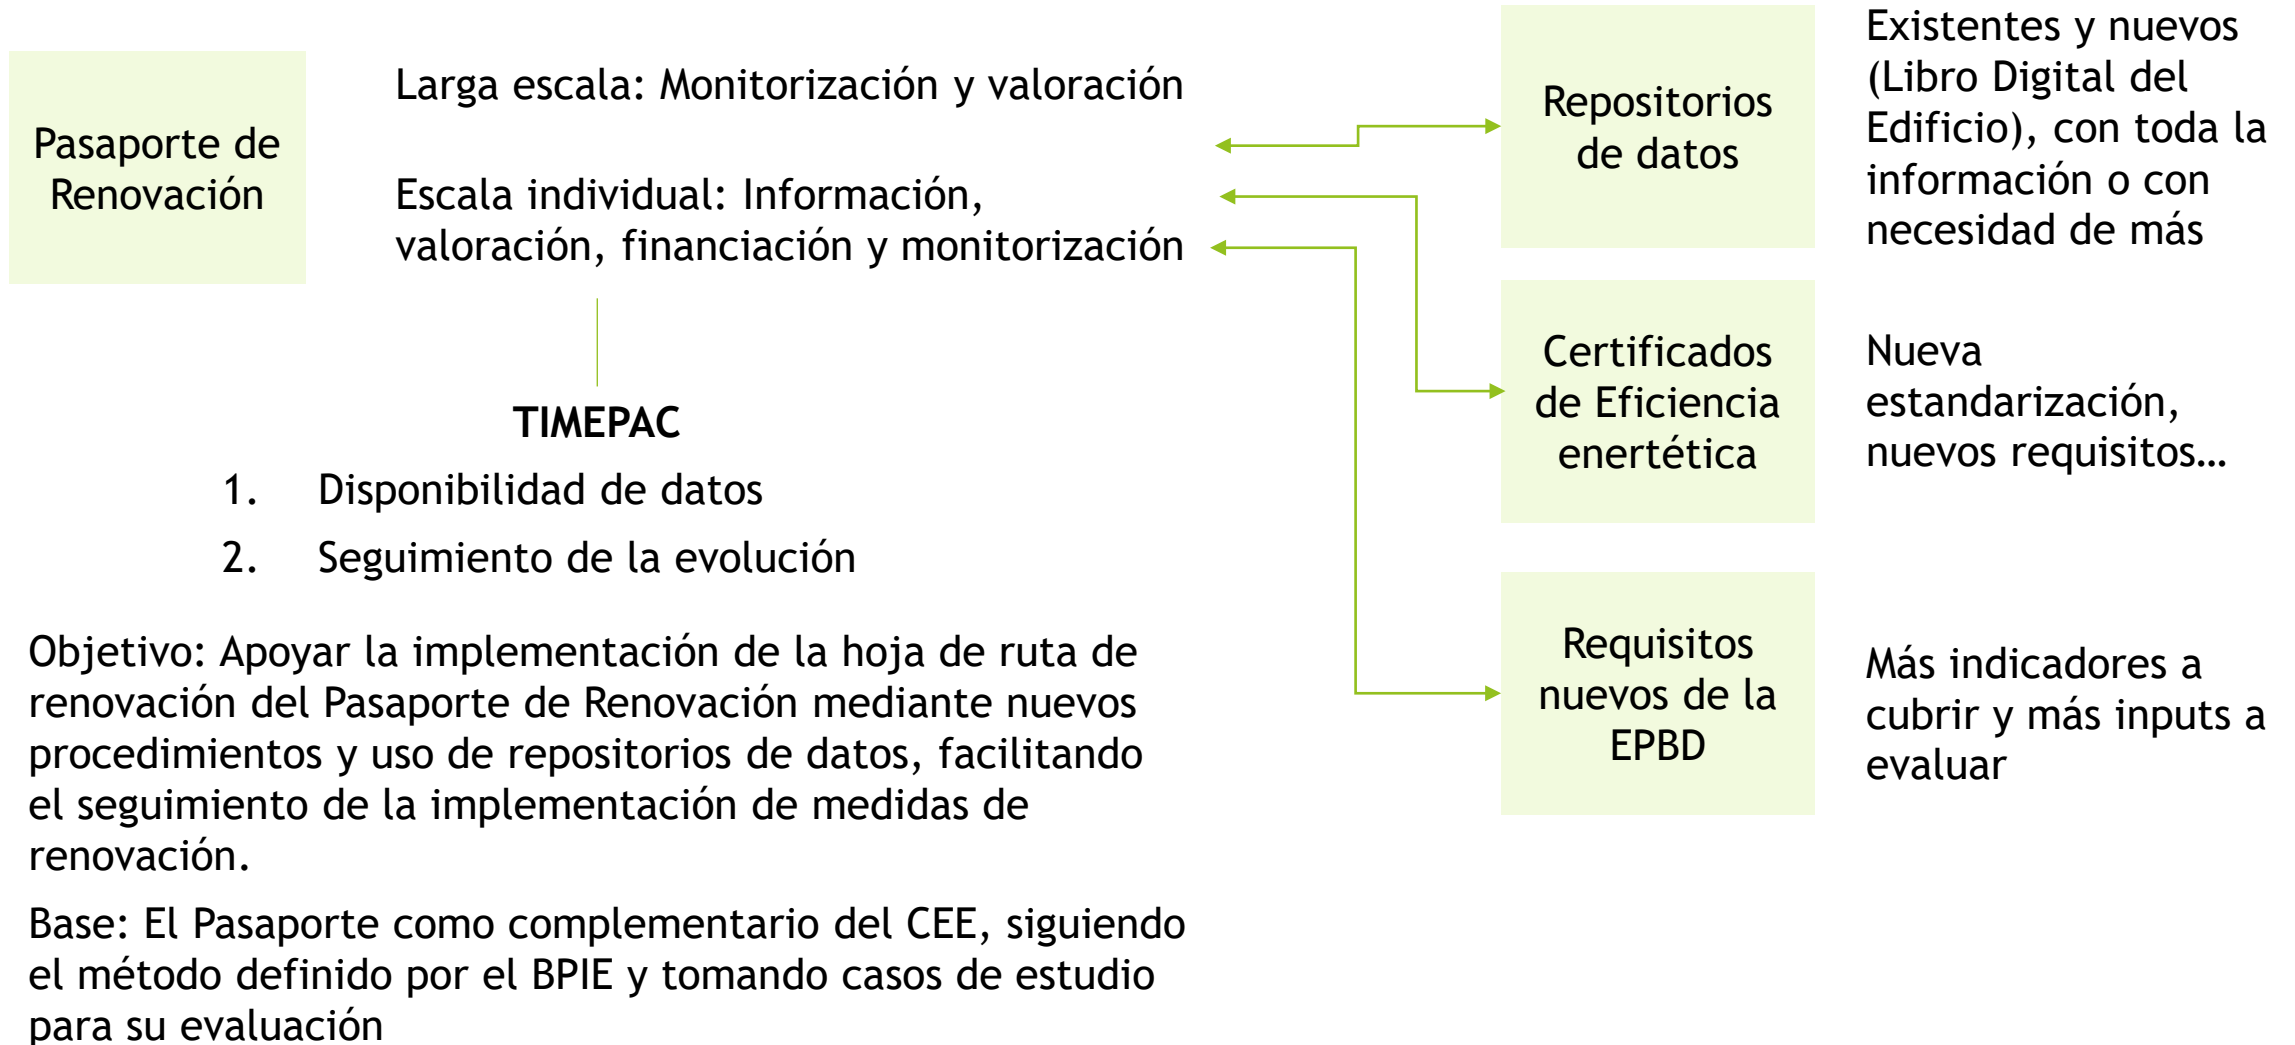 Pasaporte de
Renovación
Larga escala: Monitorización y valoración
Escala individual: Información,
valoración, financiación y monitorización
TIMEPAC
1. Disponibilidad de datos
2. Seguimiento de la evolución
Objetivo: Apoyar la implementación de la hoja de ruta de
renovación del Pasaporte de Renovación mediante nuevos
procedimientos y uso de repositorios de datos, facilitando
el seguimiento de la implementación de medidas de
renovación.
Base: El Pasaporte como complementario del CEE, siguiendo
el método definido por el BPIE y tomando casos de estudio
para su evaluación
Repositorios
de datos
Existentes y nuevos
(Libro Digital del
Edificio), con toda la
información o con
necesidad de más
Certificados
de Eficiencia
enertética
Nueva
estandarización,
nuevos requisitos…
Requisitos
nuevos de la
EPBD
Más indicadores a
cubrir y más inputs a
evaluar